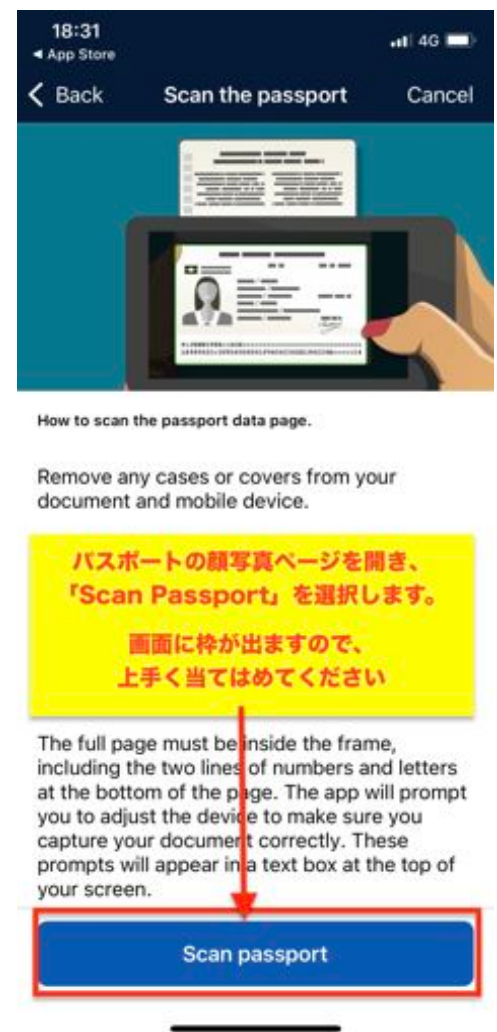 18:31
◀ App Store
4G
Back
Scan the passport
Cancel
How to scan the passport data page.
Remove any cases or covers from your
document and mobile device.
パスポートの顔写真ページを開き、
「Scan Passport」を選択します。
画面に枠が出ますので、
上手く当てはめてください
The full page must be inside the frame,
including the two lines of numbers and letters
at the bottom of the page. The app will prompt
you to adjust the device to make sure you
capture your document correctly. These
prompts will appear in a text box at the top of
your screen.
Scan passport